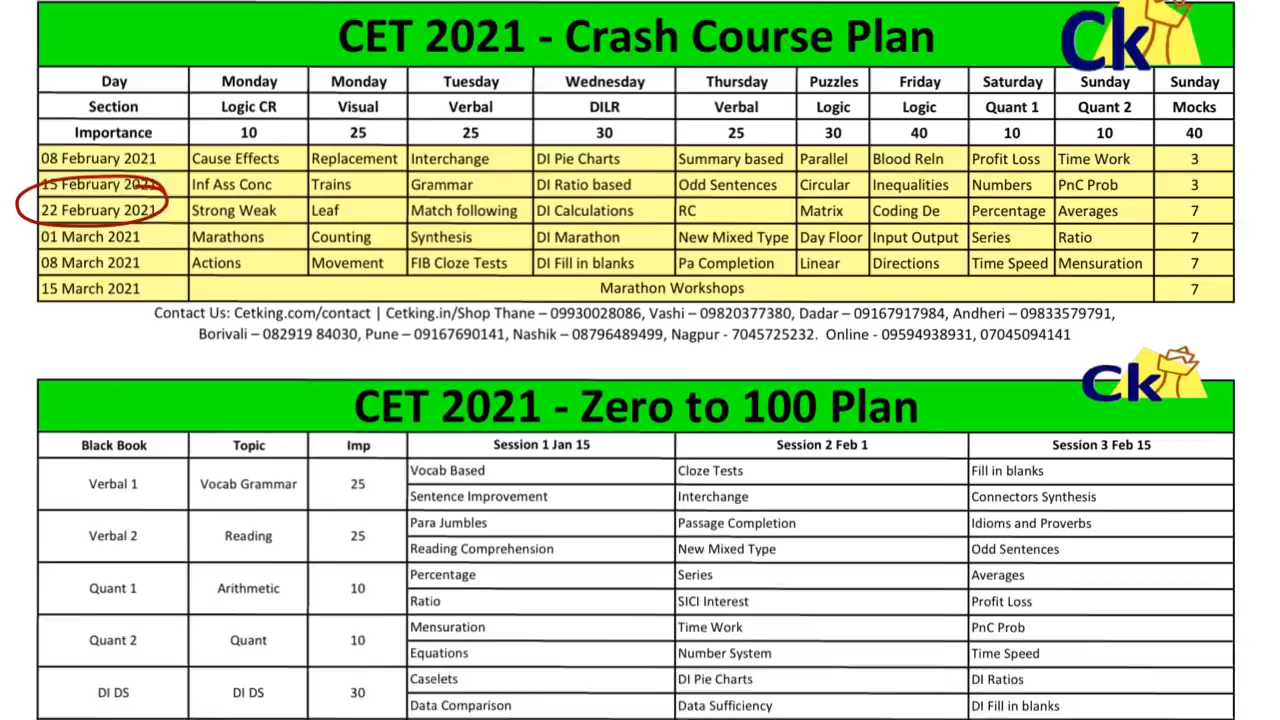 CET 2021 - Crash Course Plan
Ck
Day Monday Monday Tuesday Wednesday Thursday Puzzles Friday Saturday Sunday Sunday
Section Logic CR Visual Verbal DILR Verbal Logic Logic Quant 1 Quant 2 Mocks
Importance 10 25 25 30 25 30 40 10 10 40
08 February 2021 Cause Effects Replacement Interchange DI Pie Charts Summary based Parallel Blood Reln Profit Loss Time Work 3
15 February 2021 Inf Ass Conc Trains Grammar DI Ratio based Odd Sentences Circular Inequalities Numbers PnC Prob 3
22 February 2021 Strong Weak Leaf Match following DI Calculations RC Matrix Coding De Percentage Averages 7
01 March 2021 Marathons Counting Synthesis DI Marathon New Mixed Type Day Floor Input Output Series Ratio 7
08 March 2021 Actions Movement FIB Cloze Tests DI Fill in blanks Pa Completion Linear Directions Time Speed Mensuration 7
15 March 2021 Marathon Workshops 7
Contact Us: Cetking.com/contact | Cetking.in/Shop Thane – 09930028086, Vashi – 09820377380, Dadar – 09167917984, Andheri – 09833579791,
Borivali – 082919 84030, Pune – 09167690141, Nashik – 08796489499, Nagpur - 7045725232. Online - 09594938931, 07045094141
CET 2021 - Zero to 100 Plan
Ck
Black Book Topic Imp Session 1 Jan 15 Session 2 Feb 1 Session 3 Feb 15
Verbal 1 Vocab Grammar 25 Vocab Based Cloze Tests Fill in blanks
Sentence Improvement Interchange Connectors Synthesis
Verbal 2 Reading 25 Para Jumbles Passage Completion Idioms and Proverbs
Reading Comprehension New Mixed Type Odd Sentences
Quant 1 Arithmetic 10 Percentage Series Averages
Ratio SICI Interest Profit Loss
Quant 2 Quant 10 Mensuration Time Work PnC Prob
Equations Number System Time Speed
DI DS DI DS 30 Caselets DI Pie Charts DI Ratios
Data Comparison Data Sufficiency DI Fill in blanks